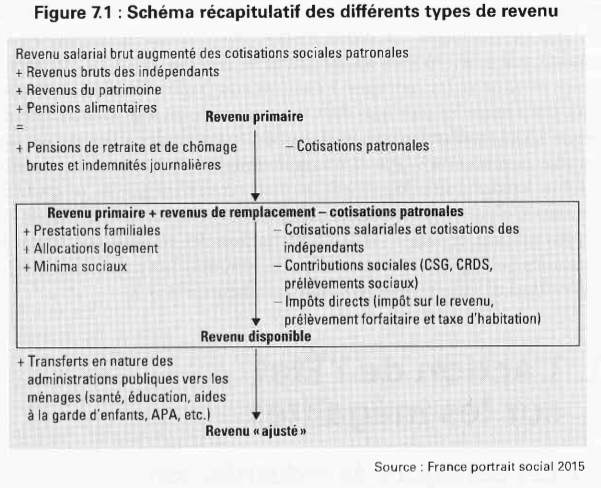 Figure 7.1 : Schéma récapitulatif des différents types de revenu
Revenu salarial brut augmenté des cotisations sociales patronales
+ Revenus bruts des indépendants
+ Revenus du patrimoine
+ Pensions alimentaires
Revenu primaire
=
+ Pensions de retraite et de chômage
brutes et indemnités journalières
– Cotisations patronales
Revenu primaire + revenus de remplacement – cotisations patronales
+ Prestations familiales
+ Allocations logement
+ Minima sociaux
– Cotisations salariales et cotisations des
indépendants
– Contributions sociales (CSG, CRDS,
prélèvements sociaux)
– Impôts directs (impôt sur le revenu,
prélèvement forfaitaire et taxe d'habitation)
Revenu disponible
+ Transferts en nature des
administrations publiques vers les
ménages (santé, éducation, aides
à la garde d'enfants, APA, etc.)
Revenu « ajusté »
Source : France portrait social 2015